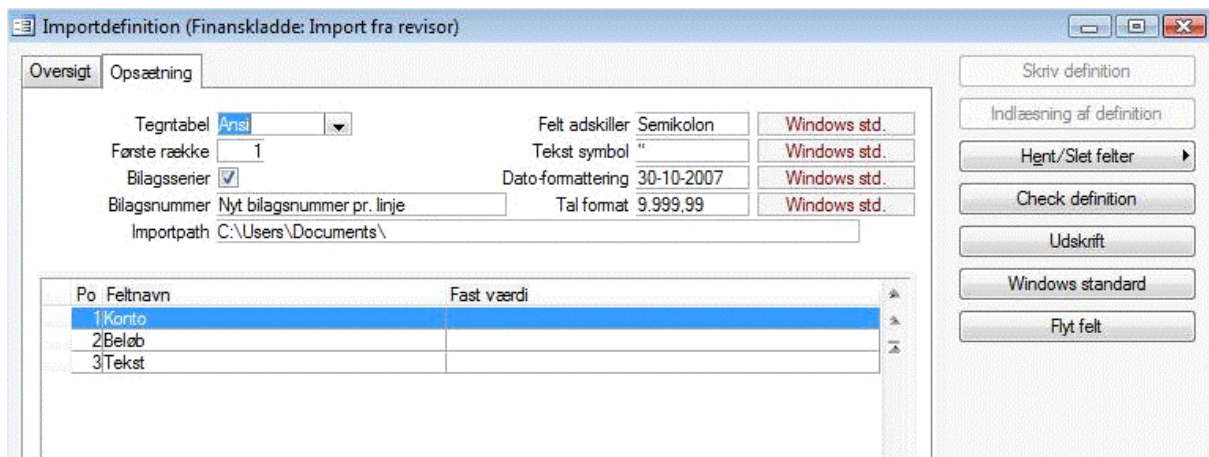 Importdefinition (Finanskladde: Import fra revisor)
Oversigt Opsætning
Tegntabel Ansi Felt adskiller Semikolon Windows std.
Første række 1 Tekst symbol " Windows std.
Bilagsserier Dato-formattering 30-10-2007 Windows std.
Bilagsnummer Nyt bilagsnummer pr. linje Tal format 9.999,99 Windows std.
Importpath C:\Users\Documents\
Po Feltnavn Fast værdi
1 Konto
2 Beløb
3 Tekst
Skriv definition
Indlæsning af definition
Hent/Slet felter
Check definition
Udskrift
Windows standard
Flyt felt